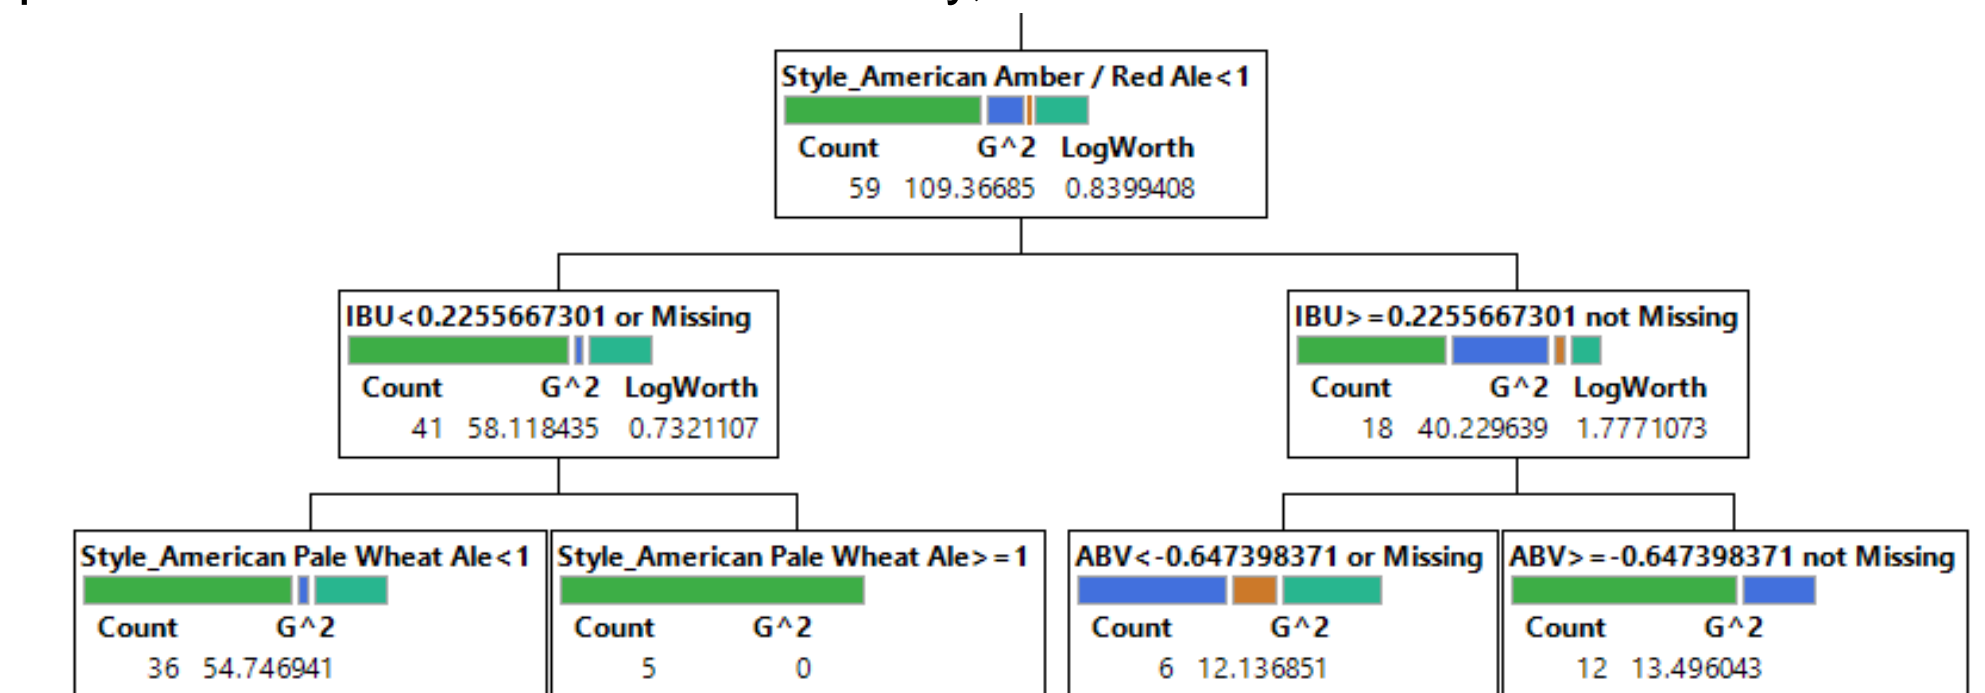 Style_American Amber / Red Ale<1
Count G^2 LogWorth
59 109.36685 0.8399408
IBU<0.2255667301 or Missing
Count G^2 LogWorth
41 58.118435 0.7321107
IBU>=0.2255667301 not Missing
Count G^2 LogWorth
18 40.229639 1.7771073
Style_American Pale Wheat Ale<1
Count G^2
36 54.746941
Style_American Pale Wheat Ale>=1
Count G^2
5 0
ABV<-0.647398371 or Missing
Count G^2
6 12.136851
ABV>=-0.647398371 not Missing
Count G^2
12 13.496043